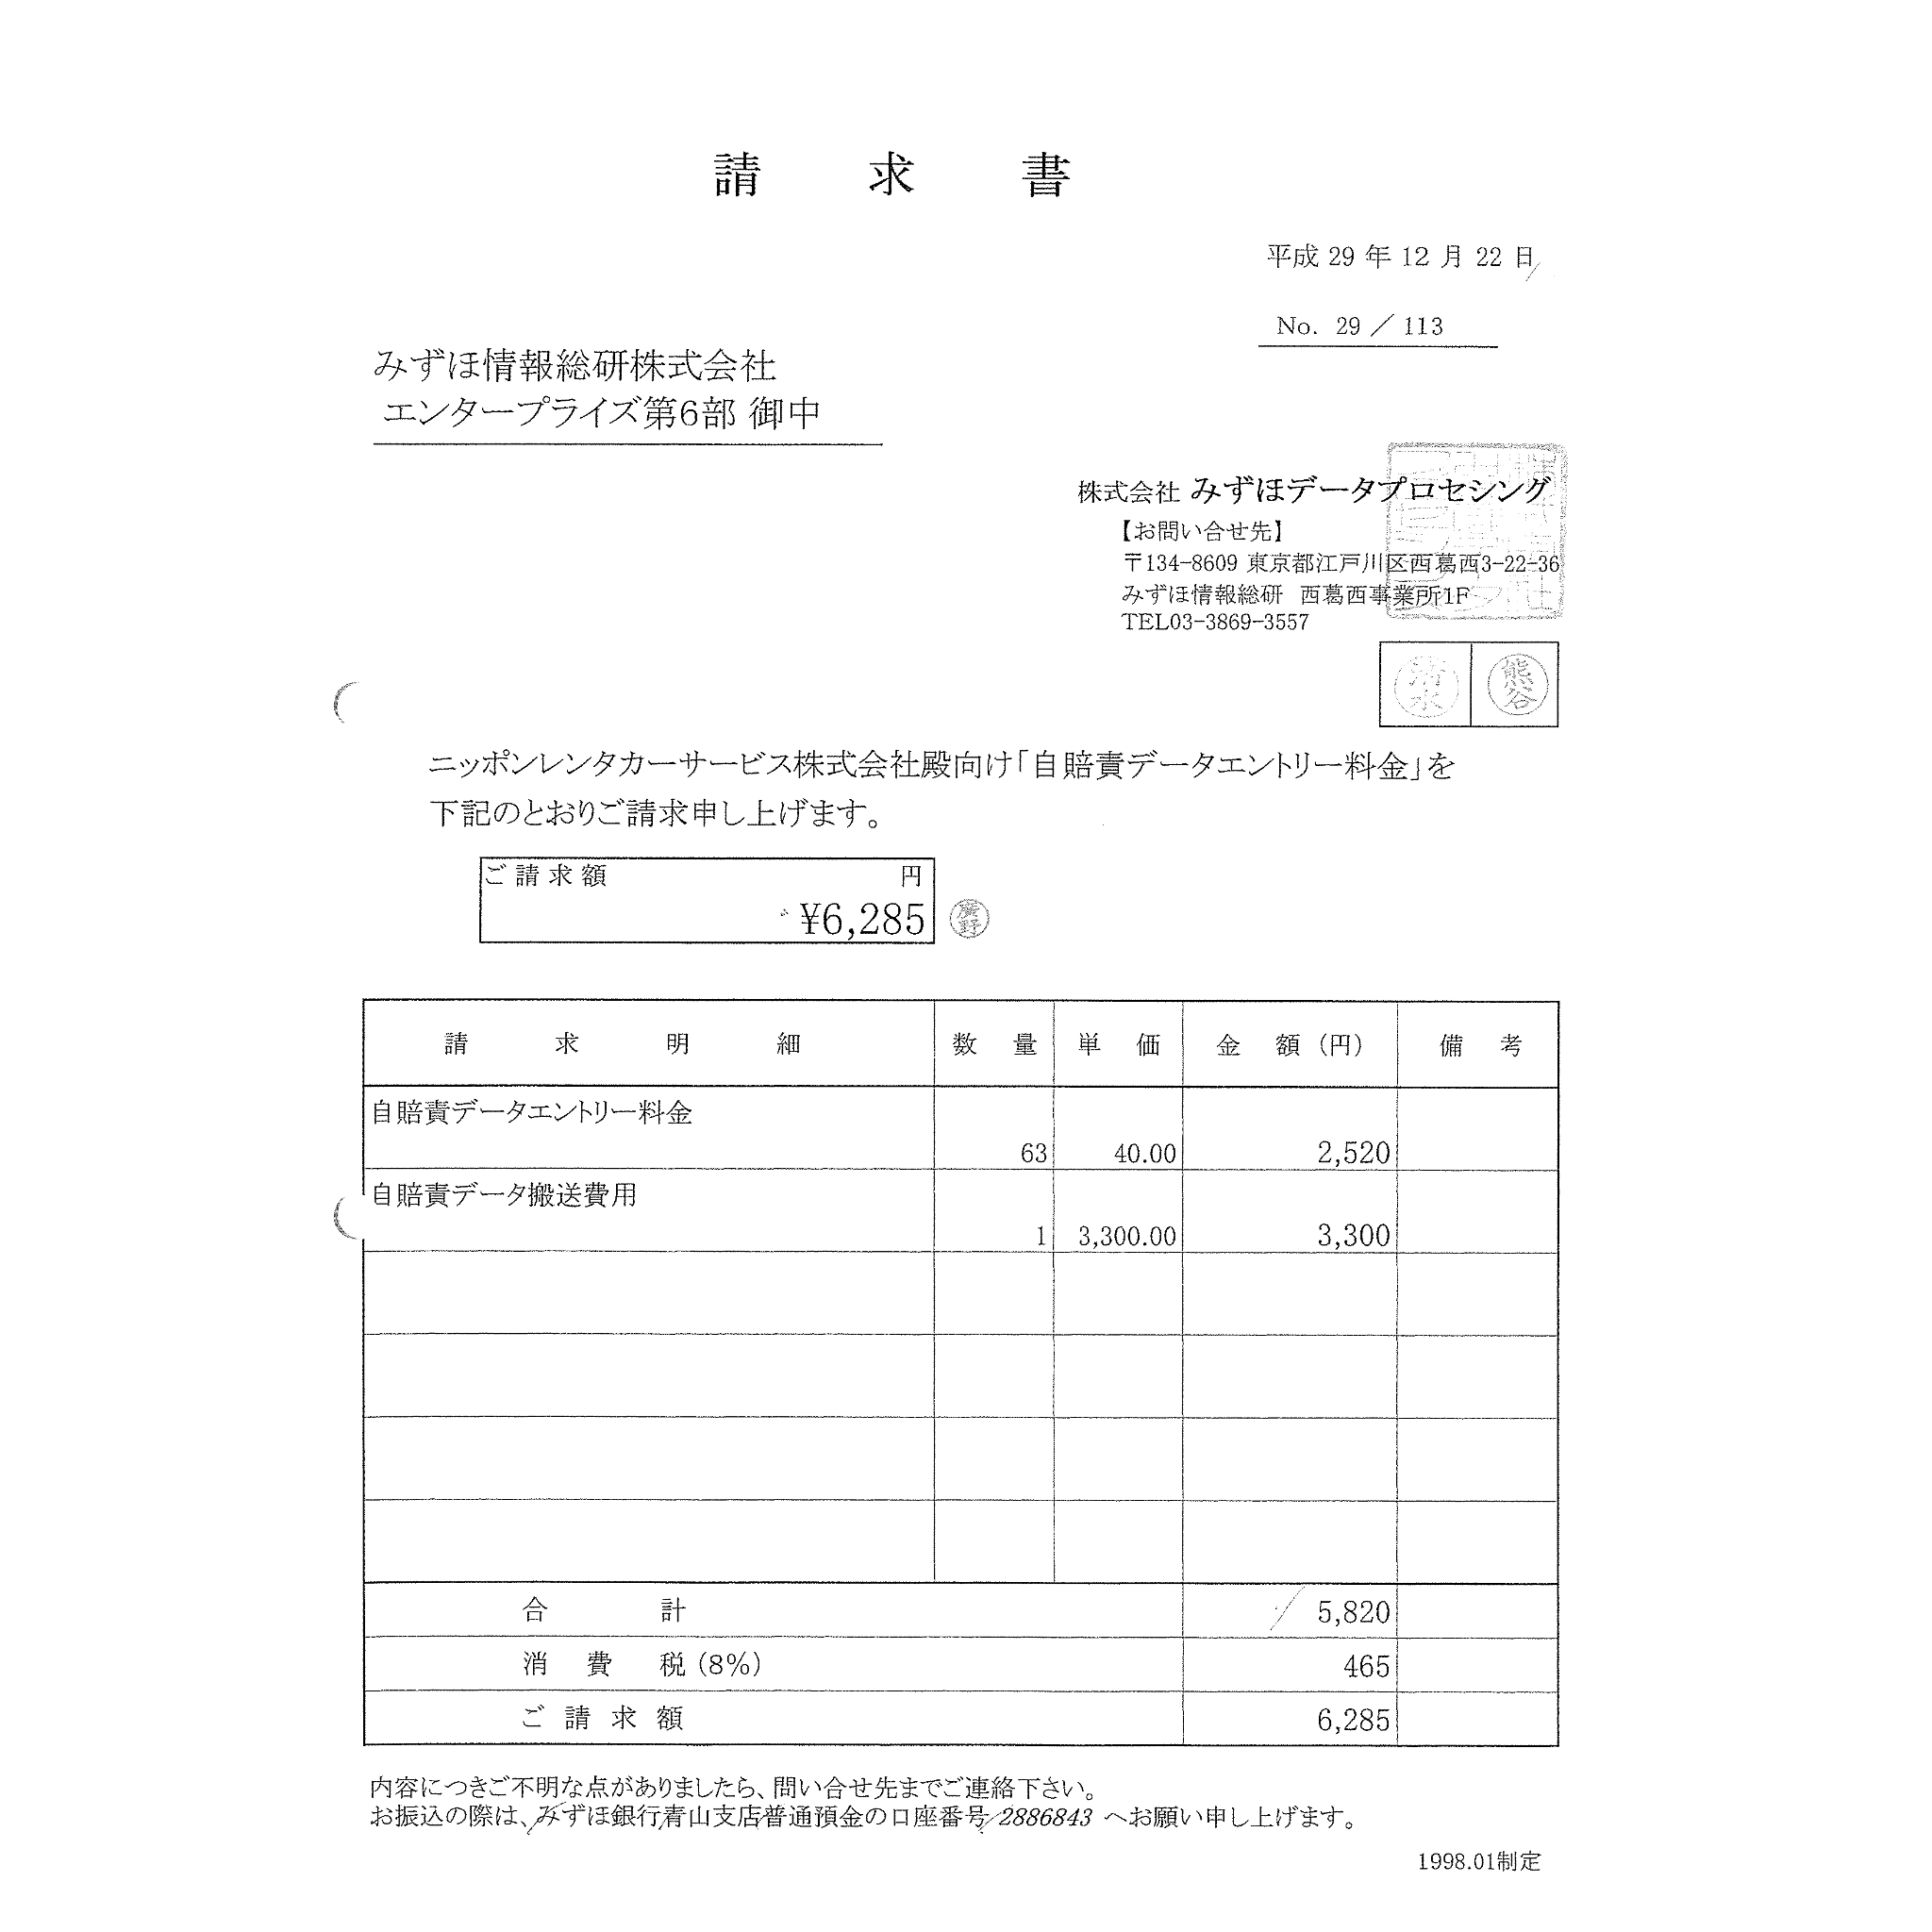 請求書
平成 29 年 12 月 22 日
No. 29 / 113
みずほ情報総研株式会社
エンタープライズ第6部 御中
株式会社 みずほデータプロセシング
【お問い合せ先】
〒134-8609 東京都江戸川区西葛西3-22-36
みずほ情報総研 西葛西事業所1F
TEL03-3869-3557
清水 熊谷
ニッポンレンタカーサービス株式会社殿向け「自賠責データエントリー料金」を
下記のとおりご請求申し上げます。
ご請求額 円
¥6,285 廣野
請求明細 数量 単価 金額(円) 備考
自賠責データエントリー料金
63 40.00 2,520
自賠責データ搬送費用
1 3,300.00 3,300
合計 5,820
消費税(8%) 465
ご請求額 6,285
内容につきご不明な点がありましたら、問い合せ先までご連絡下さい。
お振込の際は、みずほ銀行青山支店普通預金の口座番号 2886843 へお願い申し上げます。
1998.01制定